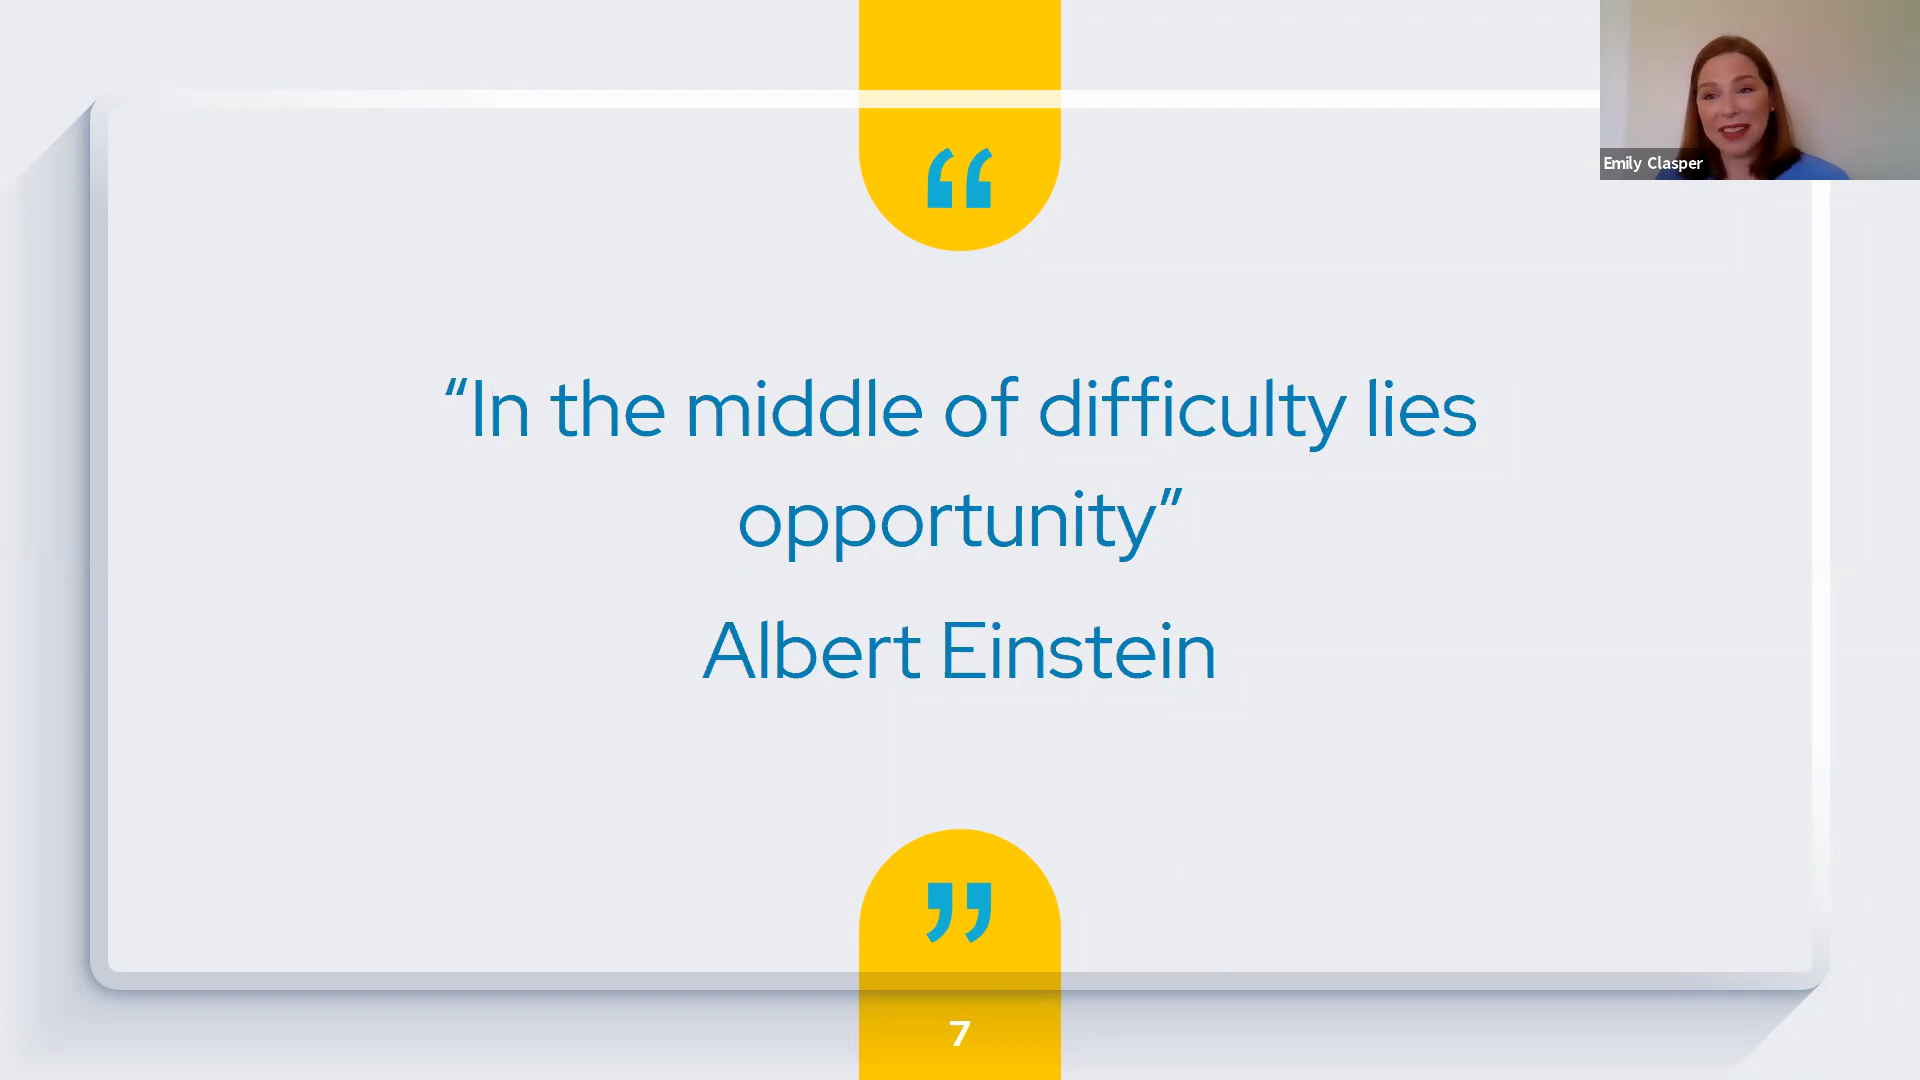 Emily Clasper
“
“In the middle of difficulty lies
opportunity”
Albert Einstein
”
7